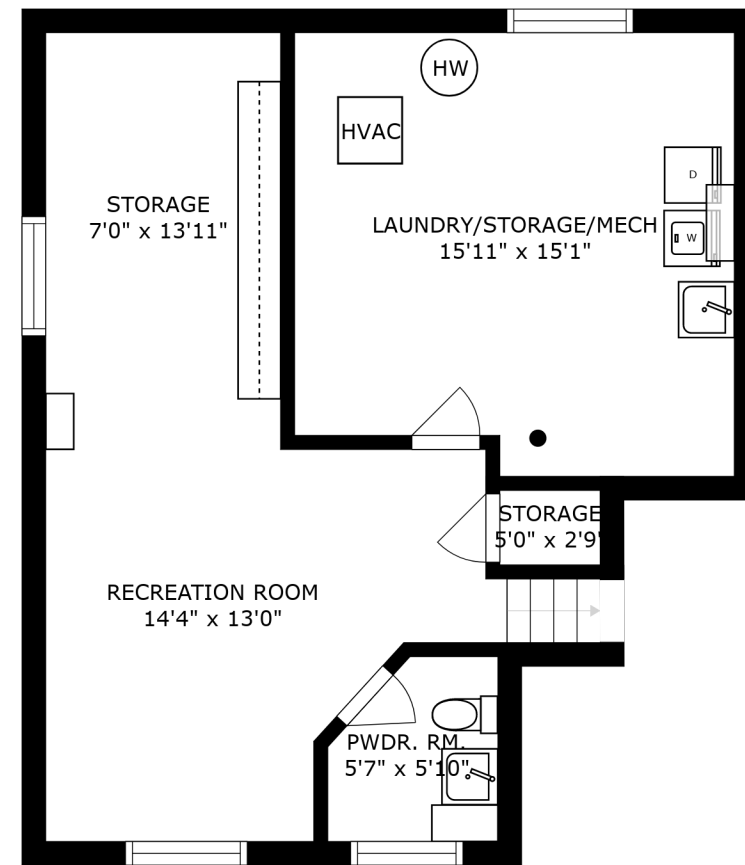 HW
HVAC
D
STORAGE
7'0" x 13'11"
LAUNDRY/STORAGE/MECH
15'11" x 15'1"
W
STORAGE
5'0" x 2'9"
RECREATION ROOM
14'4" x 13'0"
PWDR. RM.
5'7" x 5'10"